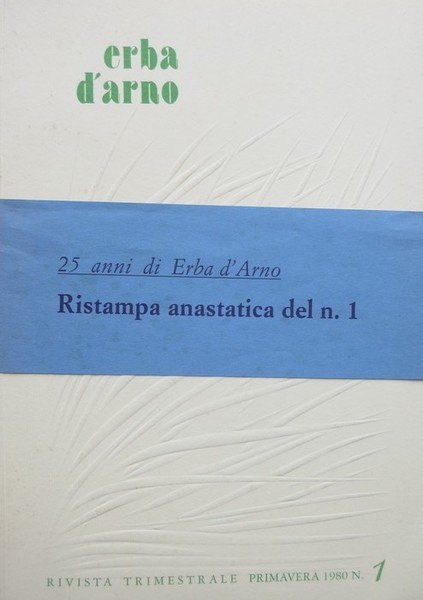 erba
d'arno
25 anni di Erba d'Arno
Ristampa anastatica del n. 1
RIVISTA TRIMESTRALE PRIMAVERA 1980 N. 1